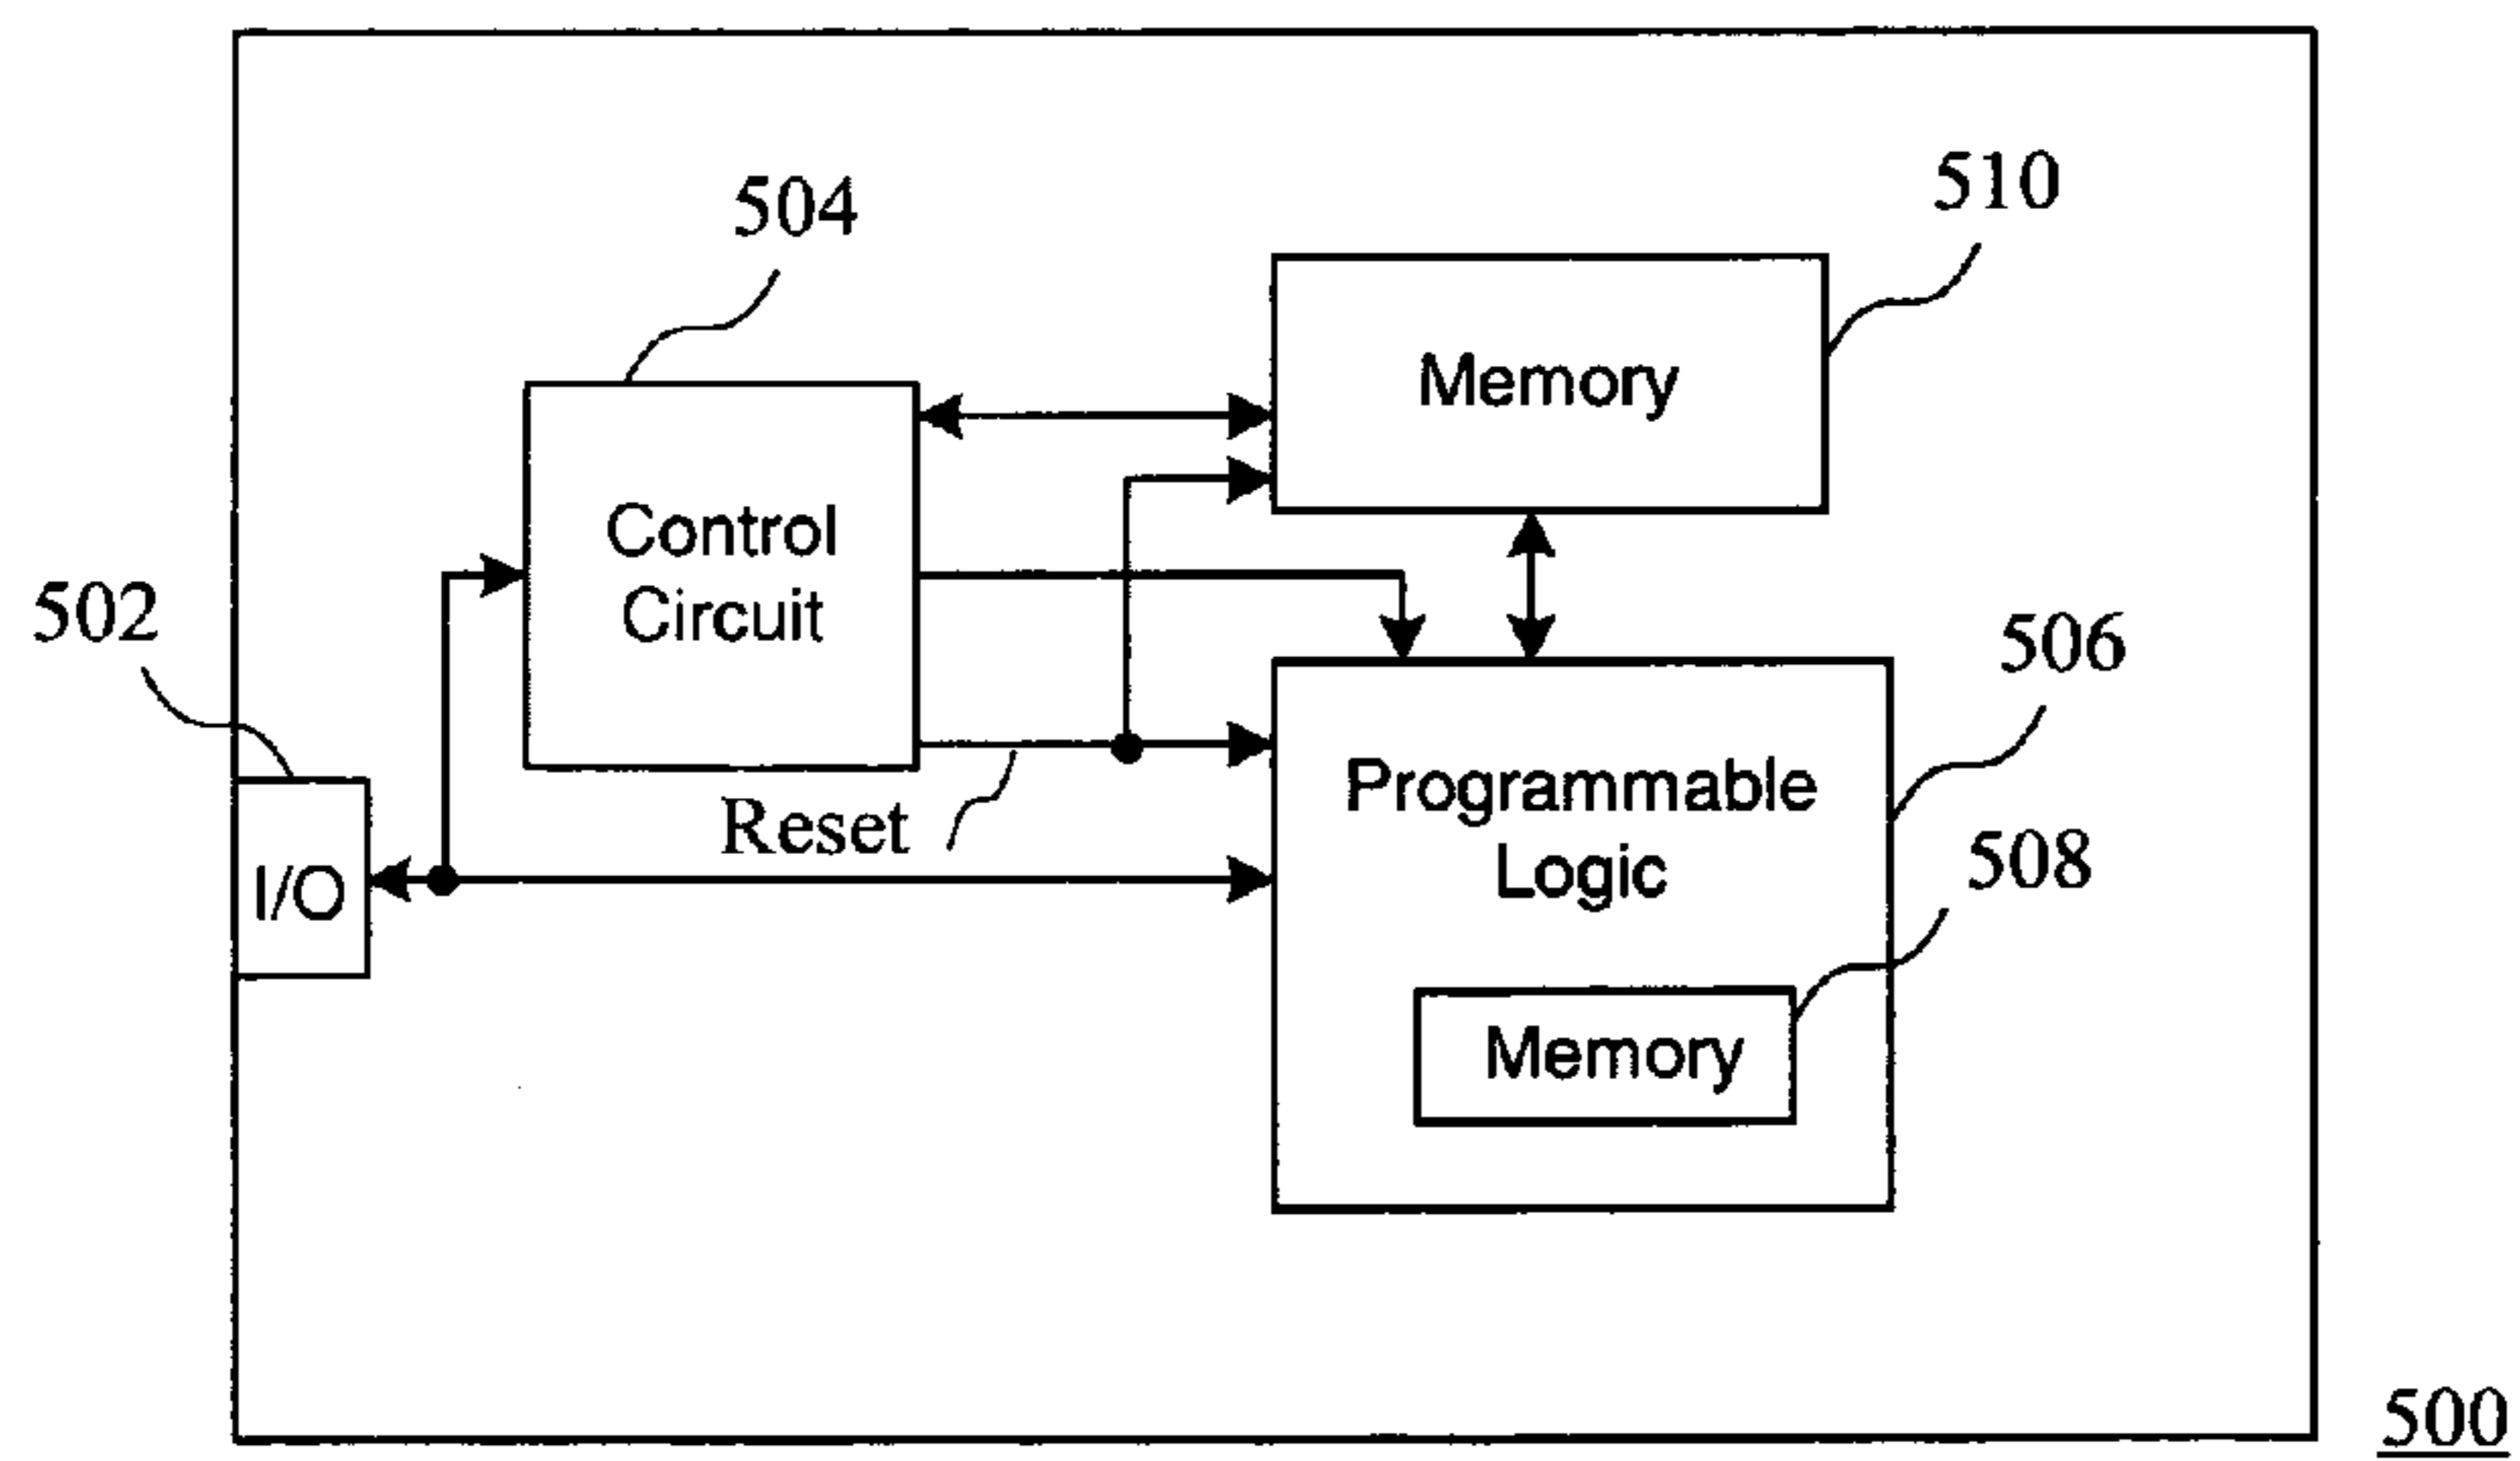 504
510
Memory
Control
Circuit
502
506
Programmable
Logic
Reset
508
I/O
Memory
500